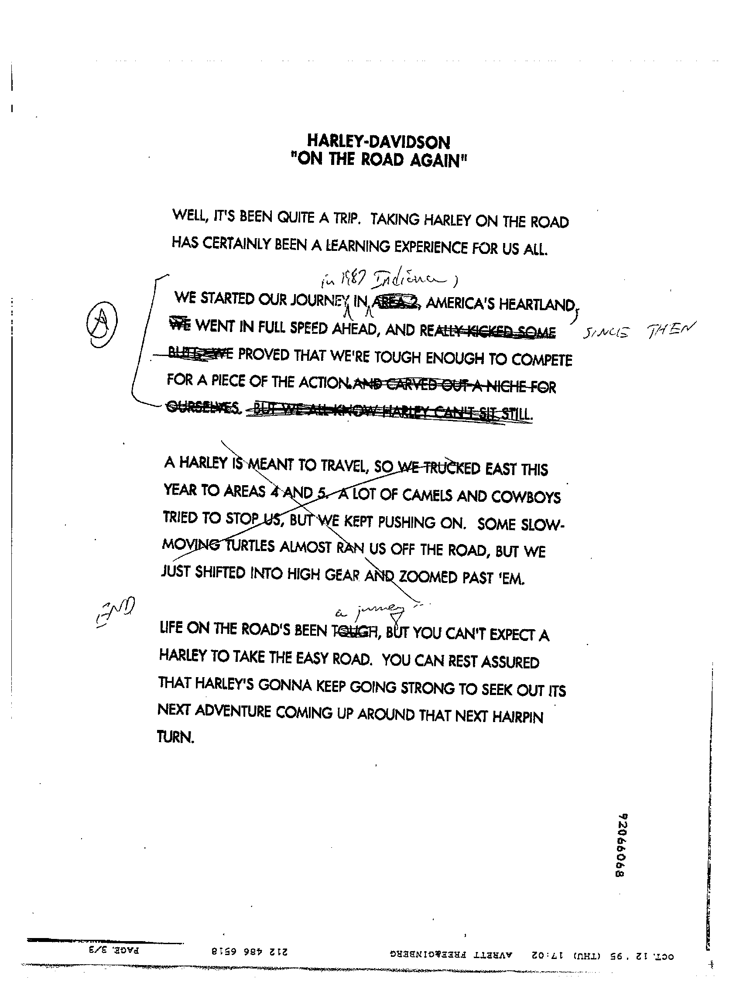 HARLEY-DAVIDSON
"ON THE ROAD AGAIN"
WELL, IT'S BEEN QUITE A TRIP. TAKING HARLEY ON THE ROAD
HAS CERTAINLY BEEN A LEARNING EXPERIENCE FOR US ALL.
in 1987 Indiana )
A
WE STARTED OUR JOURNEY IN AREA 2, AMERICA'S HEARTLAND,
WE WENT IN FULL SPEED AHEAD, AND REALLY KICKED SOME SINCE THEN
WE PROVED THAT WE'RE TOUGH ENOUGH TO COMPETE
FOR A PIECE OF THE ACTION AND CARVED OUT A NICHE FOR
OURSELVES. BUT WE ALL KNOW HARLEY CAN'T SIT STILL.
A HARLEY IS MEANT TO TRAVEL, SO WE TRUCKED EAST THIS
YEAR TO AREAS 4 AND 5. A LOT OF CAMELS AND COWBOYS
TRIED TO STOP US, BUT WE KEPT PUSHING ON. SOME SLOW-
MOVING TURTLES ALMOST RAN US OFF THE ROAD, BUT WE
JUST SHIFTED INTO HIGH GEAR AND ZOOMED PAST 'EM.
END
a journey
LIFE ON THE ROAD'S BEEN TOUGH, BUT YOU CAN'T EXPECT A
HARLEY TO TAKE THE EASY ROAD. YOU CAN REST ASSURED
THAT HARLEY'S GONNA KEEP GOING STRONG TO SEEK OUT ITS
NEXT ADVENTURE COMING UP AROUND THAT NEXT HAIRPIN
TURN.
92066068
OCT. 12. '95 (THU) 17:02 AVRETT FREE&GINSBERG 212 486 6518 PAGE. 3/3